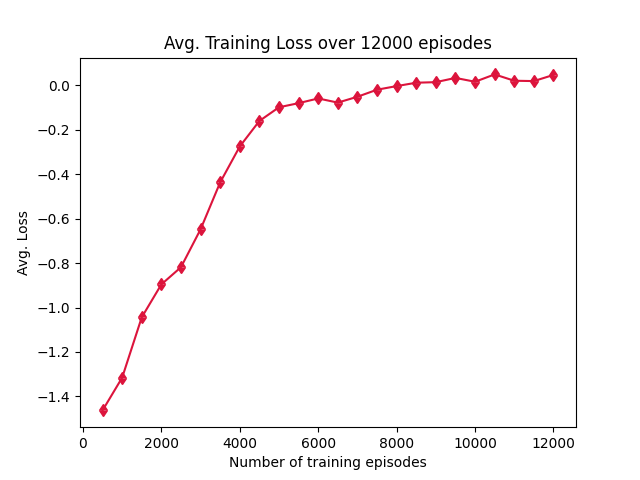 Avg. Training Loss over 12000 episodes
0.0
−0.2
−0.4
−0.6
−0.8
−1.0
−1.2
−1.4
Avg. Loss
0 2000 4000 6000 8000 10000 12000
Number of training episodes